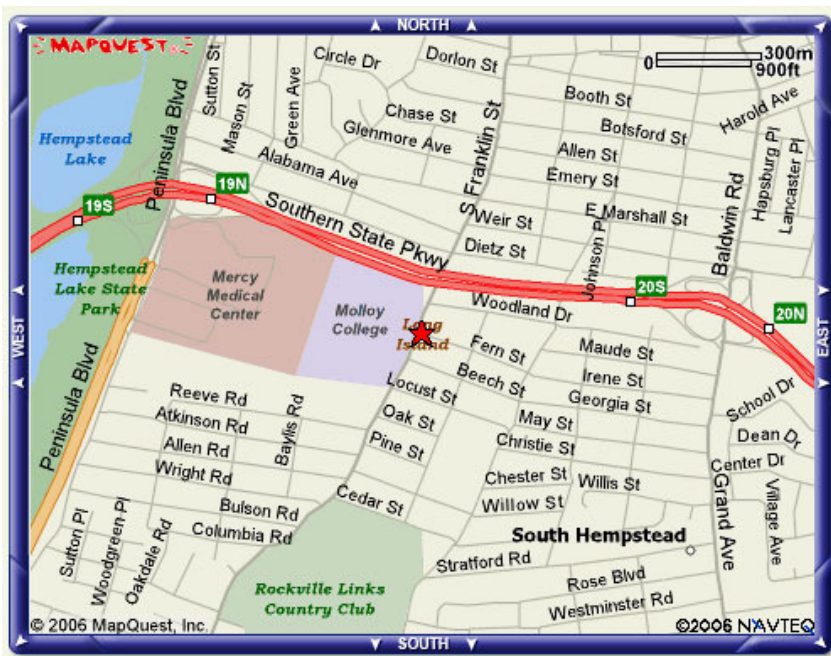 NORTH
MAPQUEST
300m
0
900ft
Circle Dr
Dorlon St
Sutton St
Mason St
Green Ave
Peninsula Blvd
Chase St
Glenmore Ave
S Franklin St
Booth St
Harold Ave
Botsford St
Hapsburg Pl
Lancaster Pl
Hempstead
Lake
Alabama Ave
Allen St
Emery St
Baldwin Rd
19S
19N
Southern State Pkwy
Weir St
E Marshall St
Dietz St
Johnson Pl
Hempstead
Lake State
Park
Mercy
Medical
Center
Molloy
College
Long
Island
Woodland Dr
20S
20N
WEST
EAST
Fern St
Maude St
Beech St
Irene St
Georgia St
Peninsula Blvd
Reeve Rd
Atkinson Rd
Allen Rd
Wright Rd
Baylis Rd
Locust St
Oak St
Pine St
May St
Christie St
School Dr
Dean Dr
Center Dr
Village Ave
Grand Ave
Chester St
Willis St
Willow St
Cedar St
Bulson Rd
Columbia Rd
Sutton Pl
Woodgreen Pl
Oakdale Rd
South Hempstead
Stratford Rd
Rose Blvd
Westminster Rd
Rockville Links
Country Club
© 2006 MapQuest, Inc.
©2006 NAVTEQ
SOUTH